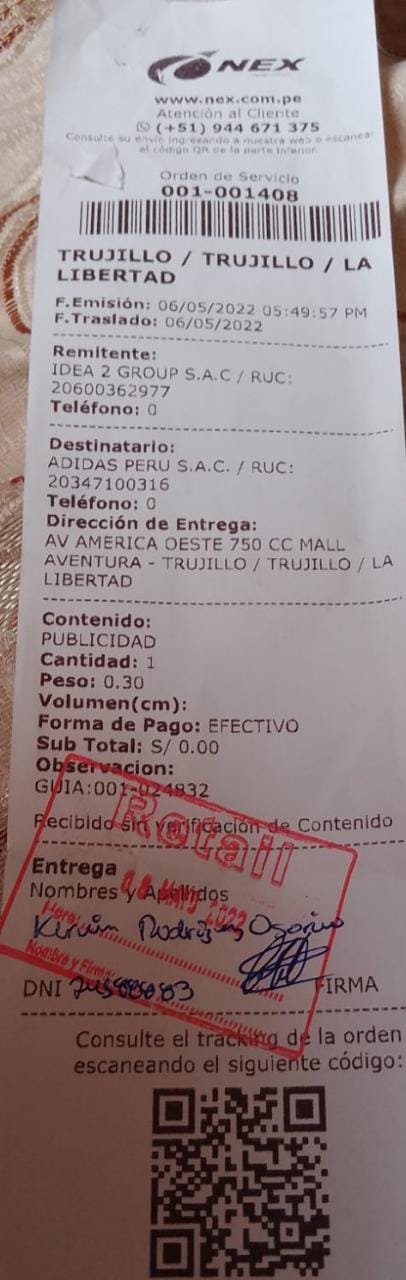 NEX
www.nex.com.pe
Atención al Cliente
(+51) 944 671 375
Consulte su envío ingresando a nuestra web o escanear
el código QR de la parte inferior.
Orden de Servicio
001-001408
TRUJILLO / TRUJILLO / LA
LIBERTAD
F.Emisión: 06/05/2022 05:49:57 PM
F.Traslado: 06/05/2022
Remitente:
IDEA 2 GROUP S.A.C / RUC:
20600362977
Teléfono: 0
Destinatario:
ADIDAS PERU S.A.C. / RUC:
20347100316
Teléfono: 0
Dirección de Entrega:
AV AMERICA OESTE 750 CC MALL
AVENTURA - TRUJILLO / TRUJILLO / LA
LIBERTAD
Contenido:
PUBLICIDAD
Cantidad: 1
Peso: 0.30
Volumen(cm):
Forma de Pago: EFECTIVO
Sub Total: S/ 0.00
Observacion:
GUIA:001-024832
Retail
Recibido sin verificación de Contenido
Entrega
Nombres y Apellidos
MAYO 2022
Hora:
Nombre y Firma:
DNI
FIRMA
Consulte el tracking de la orden
escaneando el siguiente código: